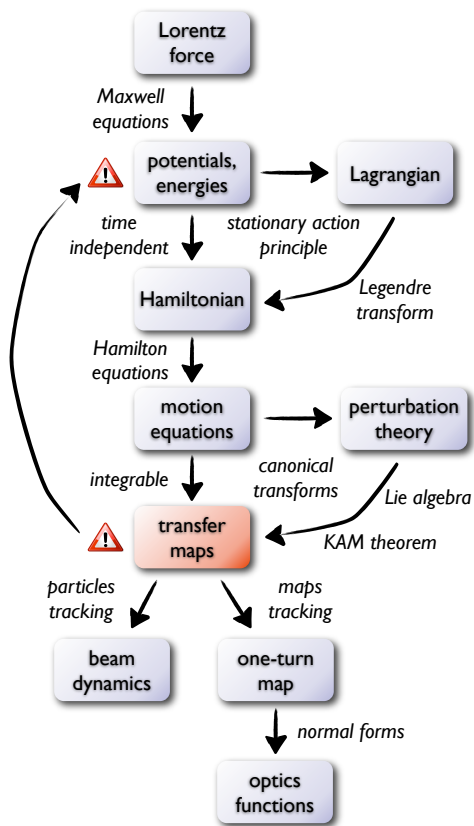 Lorentz
force
Maxwell
equations
potentials,
energies
Lagrangian
time
independent
stationary action
principle
Hamiltonian
Legendre
transform
Hamilton
equations
motion
equations
perturbation
theory
integrable
canonical
transforms
Lie algebra
transfer
maps
KAM theorem
particles
tracking
maps
tracking
beam
dynamics
one-turn
map
normal forms
optics
functions